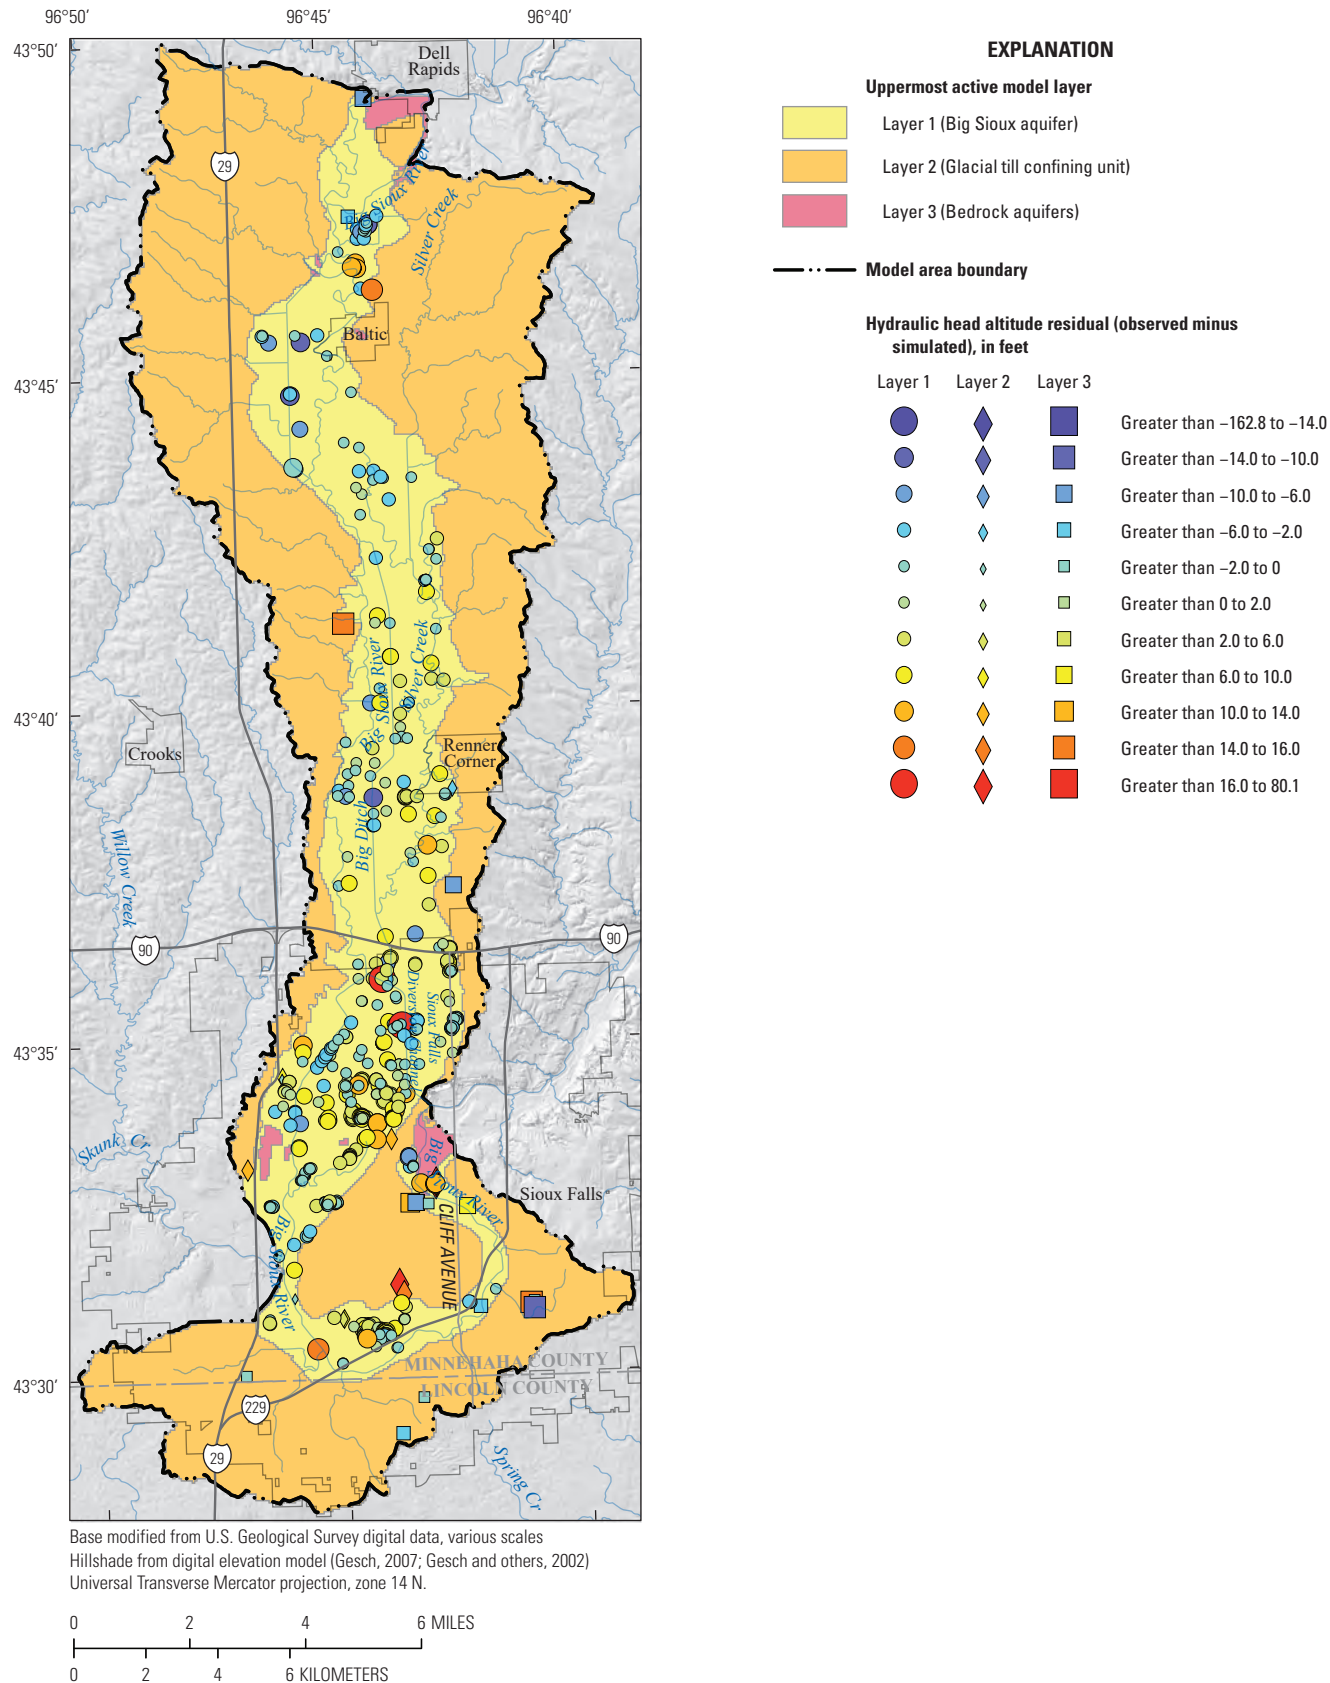 96°50′ 96°45′ 96°40′
43°50′
Dell
Rapids
29
Big Sioux River
Silver Creek
Baltic
43°45′
Big Sioux River
Silver Creek
43°40′
Crooks
Renner
Corner
Willow Creek
Big Ditch
90
90
Diversion Channel
Sioux Falls
43°35′
Skunk Cr
Big Sioux River
Sioux Falls
CLIFF AVENUE
Big Sioux River
MINNEHAHA COUNTY
LINCOLN COUNTY
43°30′
229
29
Spring Cr
Base modified from U.S. Geological Survey digital data, various scales
Hillshade from digital elevation model (Gesch, 2007; Gesch and others, 2002)
Universal Transverse Mercator projection, zone 14 N.
0 2 4 6 MILES
0 2 4 6 KILOMETERS
EXPLANATION
Uppermost active model layer
Layer 1 (Big Sioux aquifer)
Layer 2 (Glacial till confining unit)
Layer 3 (Bedrock aquifers)
Model area boundary
Hydraulic head altitude residual (observed minus
simulated), in feet
Layer 1 Layer 2 Layer 3
Greater than −162.8 to −14.0
Greater than −14.0 to −10.0
Greater than −10.0 to −6.0
Greater than −6.0 to −2.0
Greater than −2.0 to 0
Greater than 0 to 2.0
Greater than 2.0 to 6.0
Greater than 6.0 to 10.0
Greater than 10.0 to 14.0
Greater than 14.0 to 16.0
Greater than 16.0 to 80.1